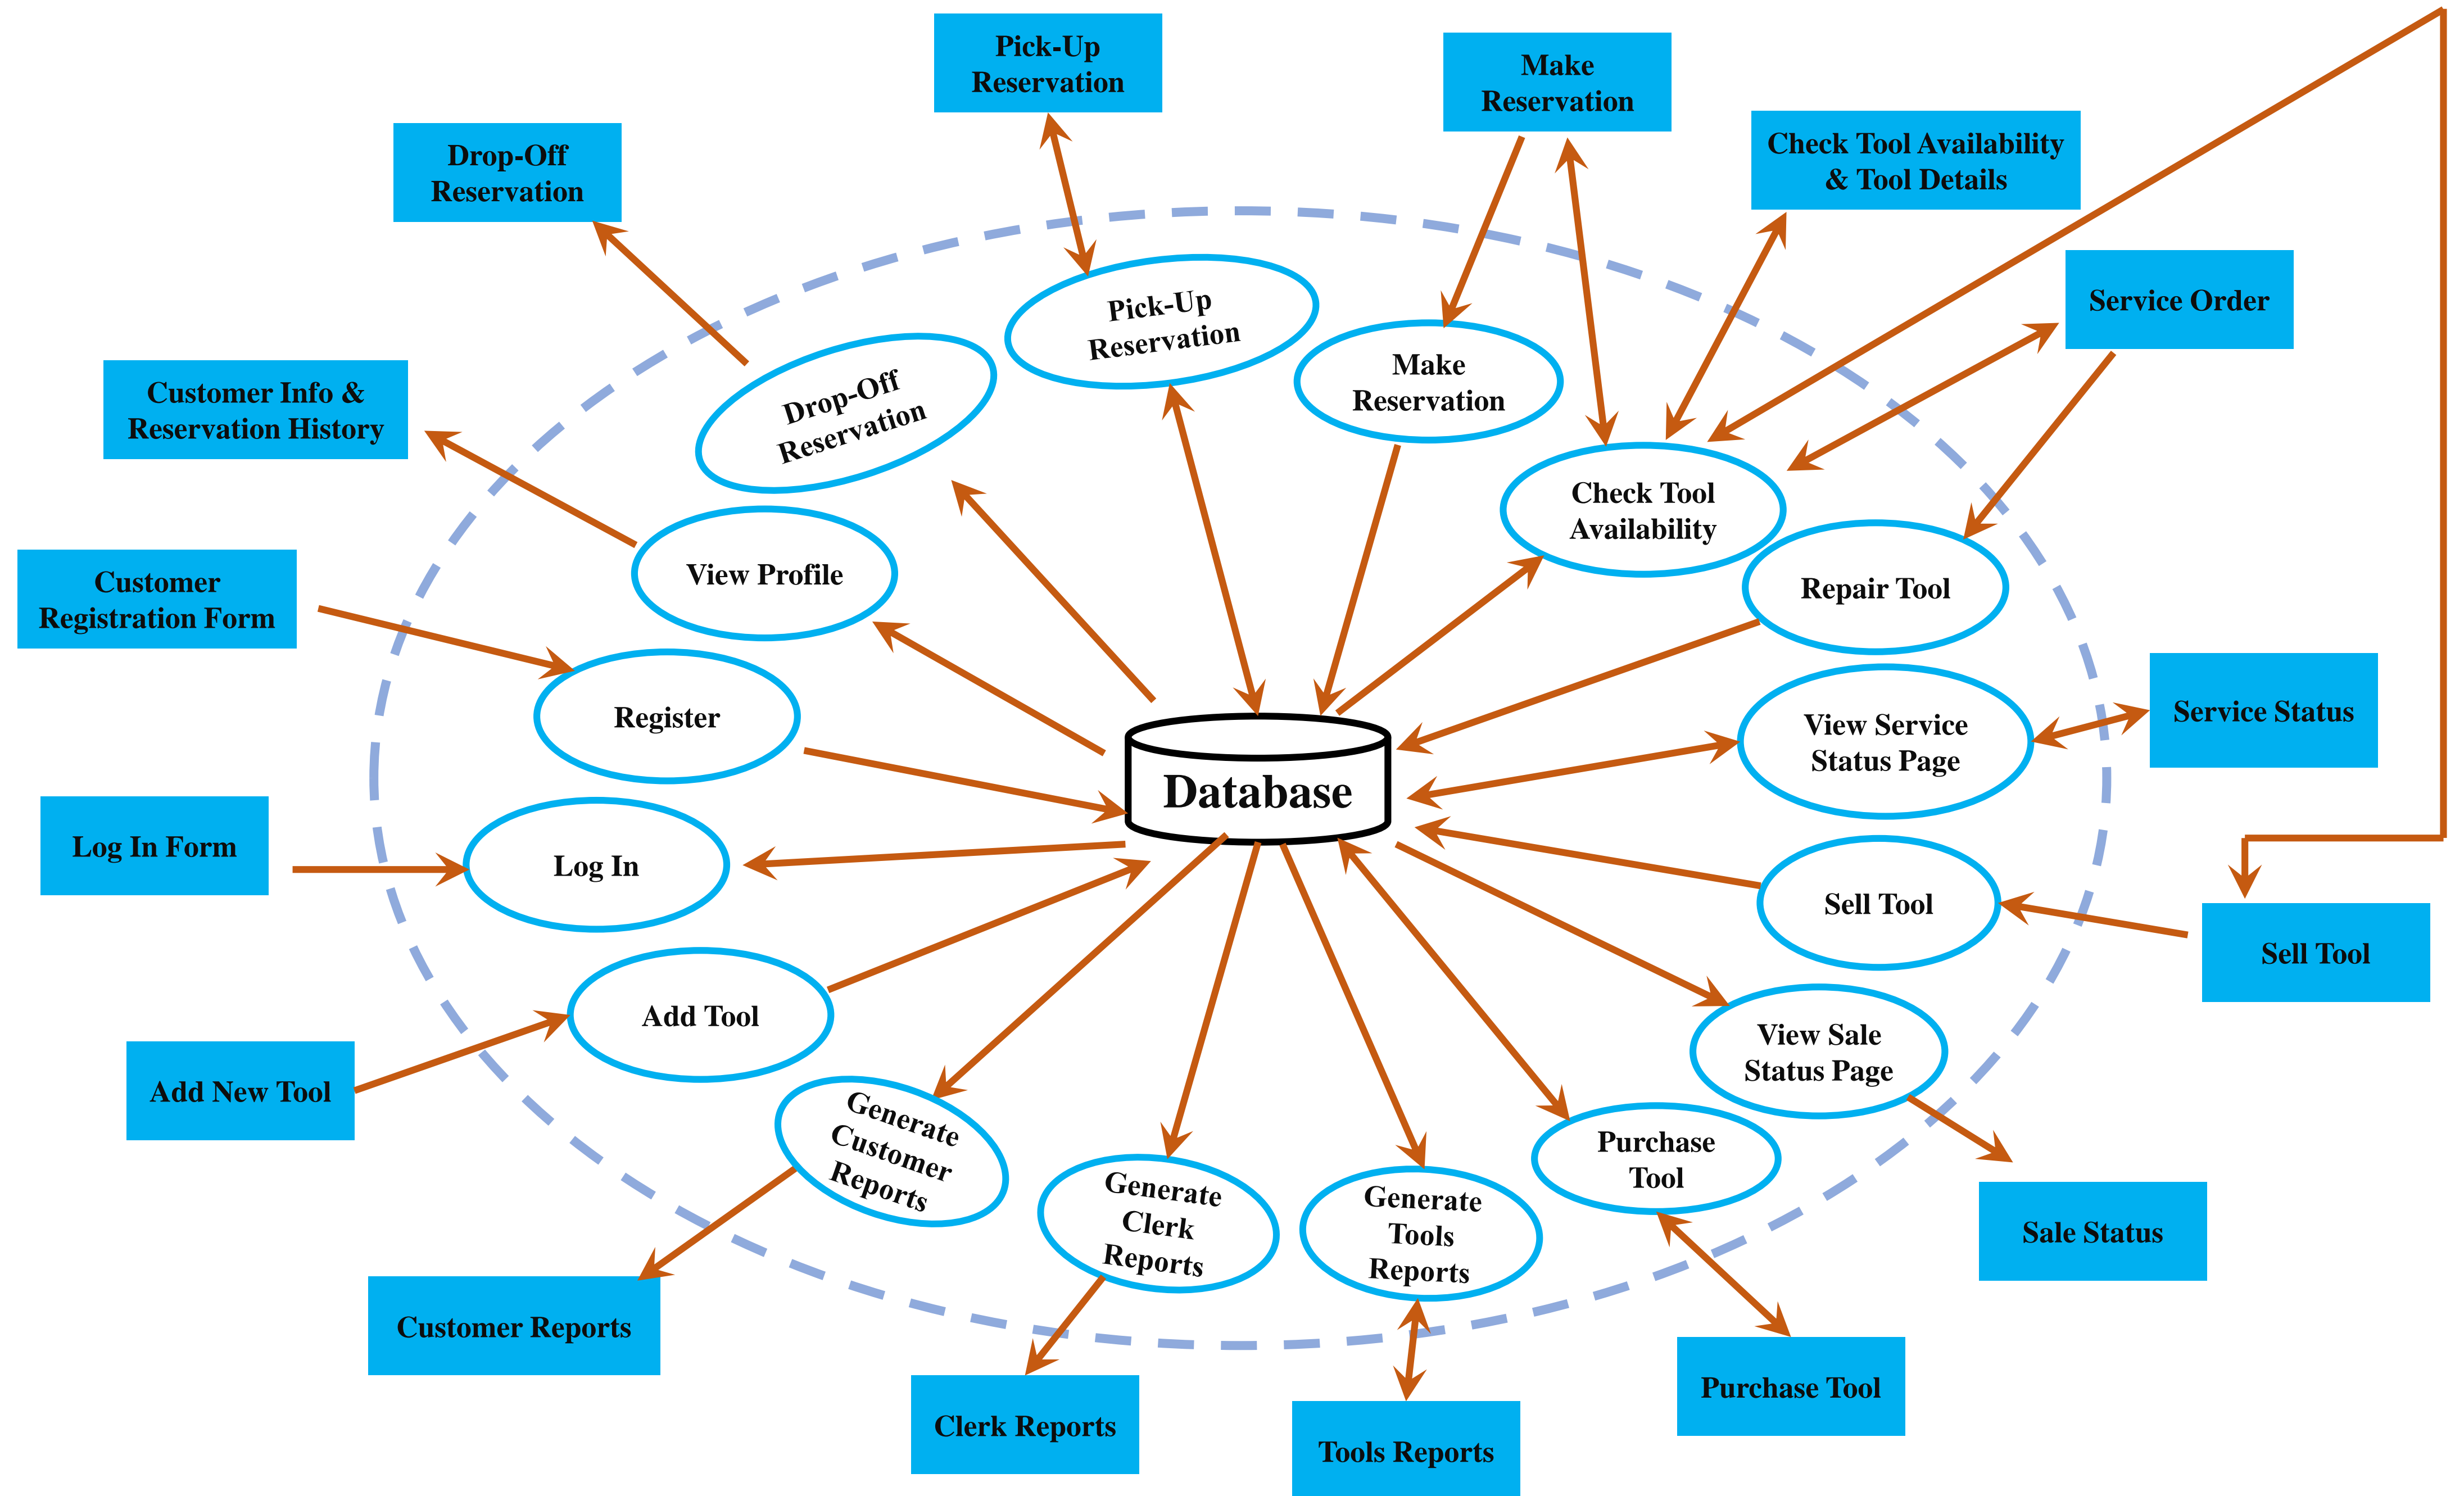 Pick-Up
Reservation
Make
Reservation
Drop-Off
Reservation
Check Tool Availability
& Tool Details
Service Order
Pick-Up
Reservation
Make
Reservation
Drop-Off
Reservation
Customer Info &
Reservation History
Check Tool
Availability
View Profile
Repair Tool
Customer
Registration Form
Register
View Service
Status Page
Service Status
Database
Log In Form
Log In
Sell Tool
Sell Tool
Add Tool
View Sale
Status Page
Add New Tool
Generate
Customer
Reports
Generate
Clerk
Reports
Generate
Tools
Reports
Purchase
Tool
Sale Status
Customer Reports
Purchase Tool
Clerk Reports
Tools Reports